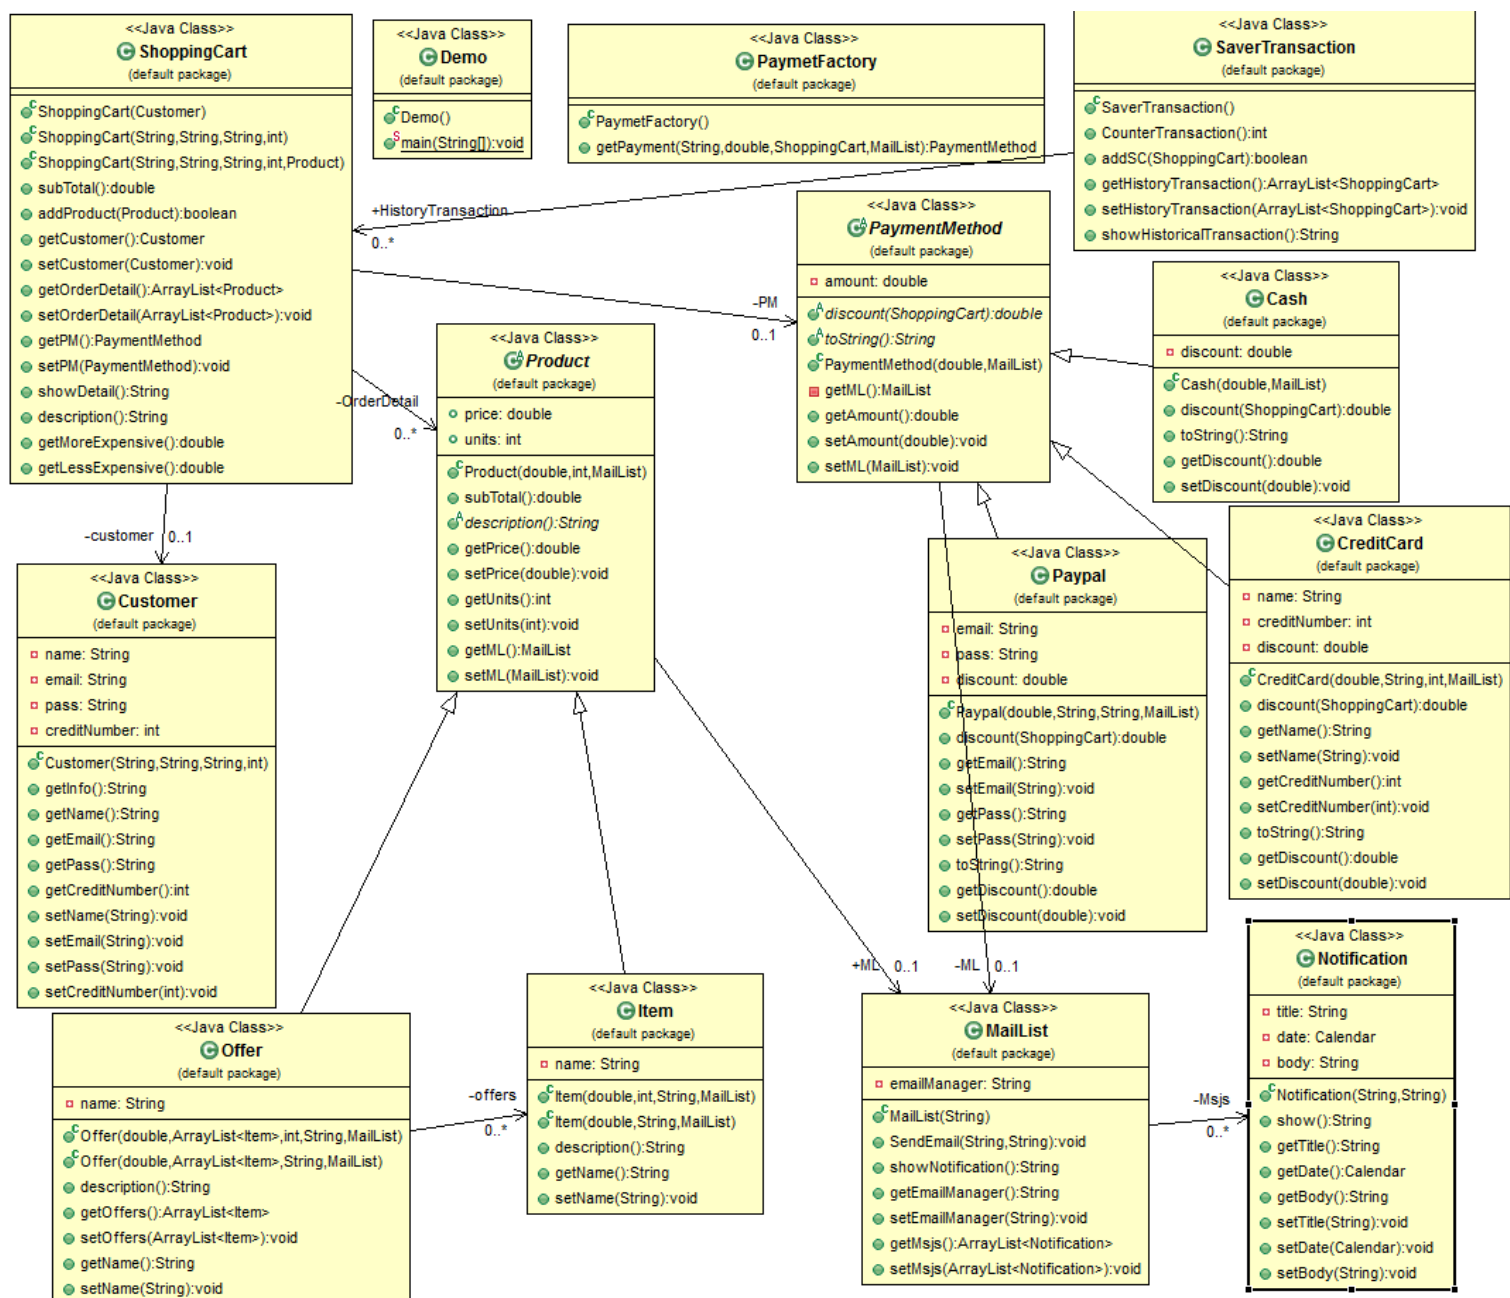 <<Java Class>>
ShoppingCart
(default package)
ShoppingCart(Customer)
ShoppingCart(String,String,String,int)
ShoppingCart(String,String,String,int,Product)
subTotal():double
addProduct(Product):boolean
getCustomer():Customer
setCustomer(Customer):void
getOrderDetail():ArrayList<Product>
setOrderDetail(ArrayList<Product>):void
getPM():PaymentMethod
setPM(PaymentMethod):void
showDetail():String
description():String
getMoreExpensive():double
getLessExpensive():double
<<Java Class>>
Demo
(default package)
Demo()
main(String[]):void
<<Java Class>>
PaymetFactory
(default package)
PaymetFactory()
getPayment(String,double,ShoppingCart,MailList):PaymentMethod
<<Java Class>>
SaverTransaction
(default package)
SaverTransaction()
CounterTransaction():int
addSC(ShoppingCart):boolean
getHistoryTransaction():ArrayList<ShoppingCart>
setHistoryTransaction(ArrayList<ShoppingCart>):void
showHistoricalTransaction():String
+HistoryTransaction
0..*
<<Java Class>>
PaymentMethod
(default package)
amount: double
discount(ShoppingCart):double
toString():String
PaymentMethod(double,MailList)
getML():MailList
getAmount():double
setAmount(double):void
setML(MailList):void
-PM
0..1
<<Java Class>>
Cash
(default package)
discount: double
Cash(double,MailList)
discount(ShoppingCart):double
toString():String
getDiscount():double
setDiscount(double):void
<<Java Class>>
Product
(default package)
price: double
units: int
Product(double,int,MailList)
subTotal():double
description():String
getPrice():double
setPrice(double):void
getUnits():int
setUnits(int):void
getML():MailList
setML(MailList):void
-OrderDetail
0..*
-customer
0..1
<<Java Class>>
Customer
(default package)
name: String
email: String
pass: String
creditNumber: int
Customer(String,String,String,int)
getInfo():String
getName():String
getEmail():String
getPass():String
getCreditNumber():int
setName(String):void
setEmail(String):void
setPass(String):void
setCreditNumber(int):void
<<Java Class>>
Paypal
(default package)
email: String
pass: String
discount: double
Paypal(double,String,String,MailList)
discount(ShoppingCart):double
getEmail():String
setEmail(String):void
getPass():String
setPass(String):void
toString():String
getDiscount():double
setDiscount(double):void
<<Java Class>>
CreditCard
(default package)
name: String
creditNumber: int
discount: double
CreditCard(double,String,int,MailList)
discount(ShoppingCart):double
getName():String
setName(String):void
getCreditNumber():int
setCreditNumber(int):void
toString():String
getDiscount():double
setDiscount(double):void
<<Java Class>>
Offer
(default package)
name: String
Offer(double,ArrayList<Item>,int,String,MailList)
Offer(double,ArrayList<Item>,String,MailList)
description():String
getOffers():ArrayList<Item>
setOffers(ArrayList<Item>):void
getName():String
setName(String):void
-offers
0..*
<<Java Class>>
Item
(default package)
name: String
Item(double,int,String,MailList)
Item(double,String,MailList)
description():String
getName():String
setName(String):void
+ML 0..1
-ML 0..1
<<Java Class>>
MailList
(default package)
emailManager: String
MailList(String)
SendEmail(String,String):void
showNotification():String
getEmailManager():String
setEmailManager(String):void
getMsjs():ArrayList<Notification>
setMsjs(ArrayList<Notification>):void
-Msjs
0..*
<<Java Class>>
Notification
(default package)
title: String
date: Calendar
body: String
Notification(String,String)
show():String
getTitle():String
getDate():Calendar
getBody():String
setTitle(String):void
setDate(Calendar):void
setBody(String):void